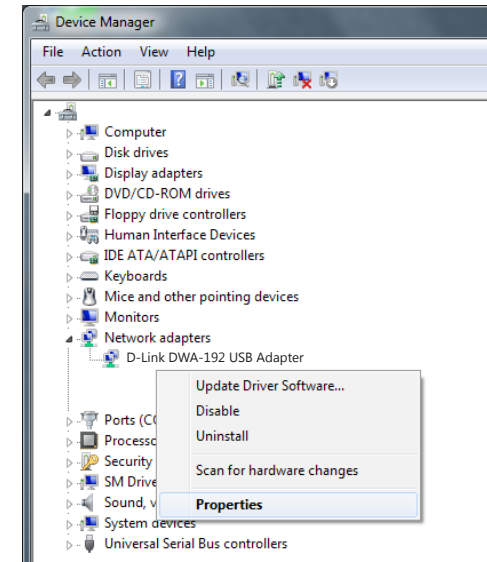 Device Manager
File Action View Help
Computer
Disk drives
Display adapters
DVD/CD-ROM drives
Floppy drive controllers
Human Interface Devices
IDE ATA/ATAPI controllers
Keyboards
Mice and other pointing devices
Monitors
Network adapters
D-Link DWA-192 USB Adapter
Update Driver Software...
Disable
Uninstall
Scan for hardware changes
Properties
Ports (CO
Processo
Security
SM Drive
Sound, v
System devices
Universal Serial Bus controllers